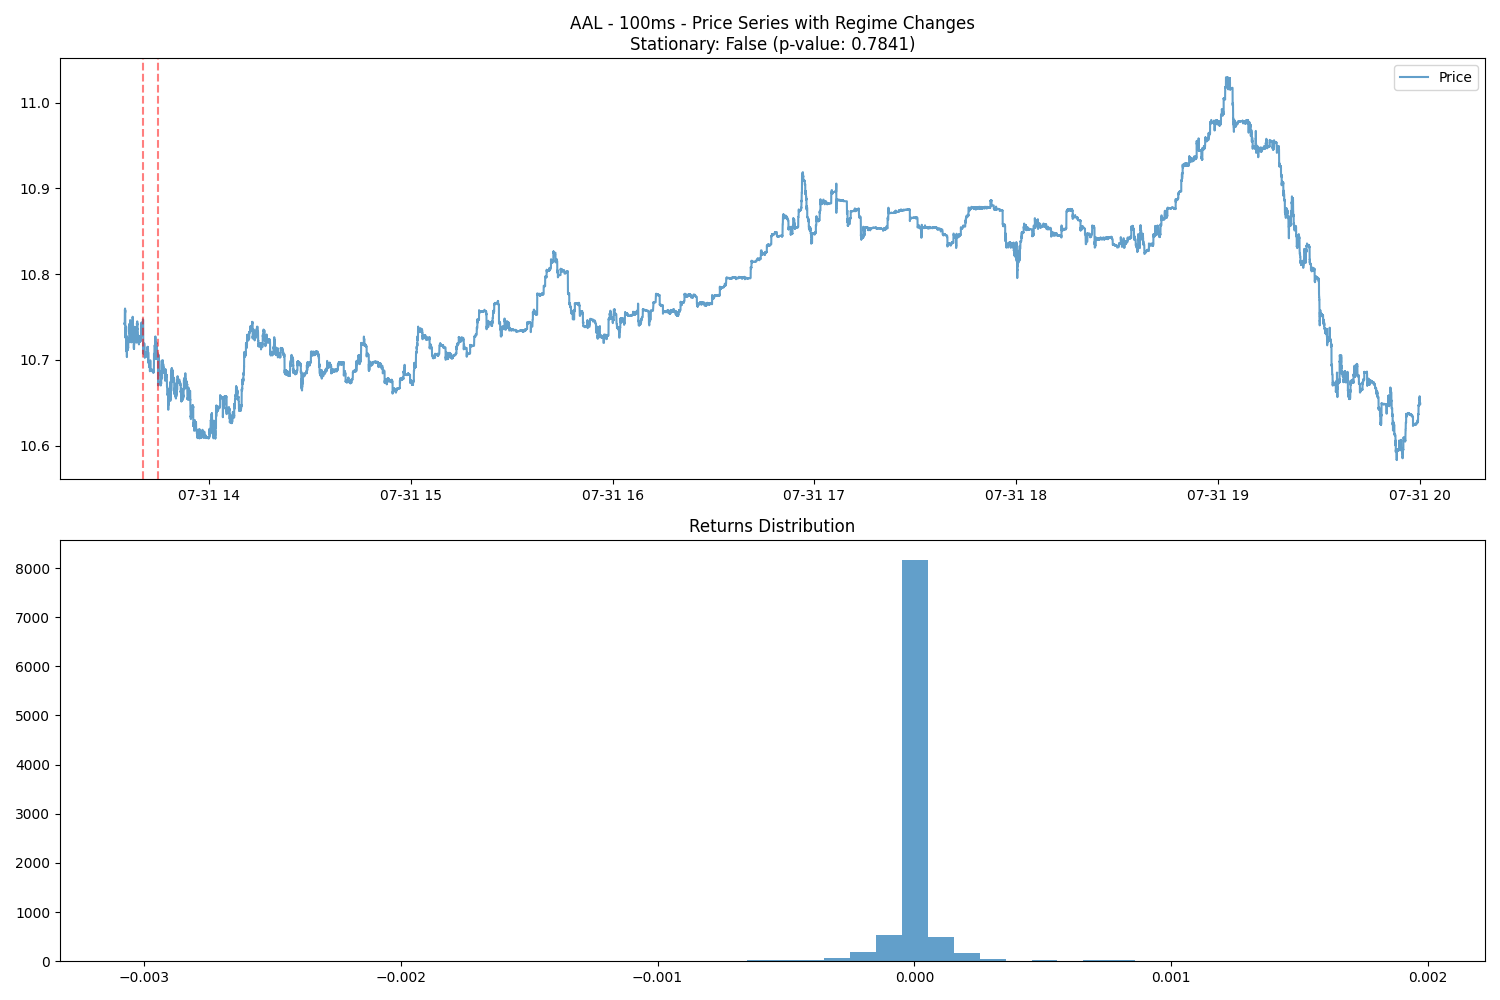 AAL - 100ms - Price Series with Regime Changes
Stationary: False (p-value: 0.7841)
Price
11.0
10.9
10.8
10.7
10.6
07-31 14 07-31 15 07-31 16 07-31 17 07-31 18 07-31 19 07-31 20
Returns Distribution
8000
7000
6000
5000
4000
3000
2000
1000
0
−0.003 −0.002 −0.001 0.000 0.001 0.002